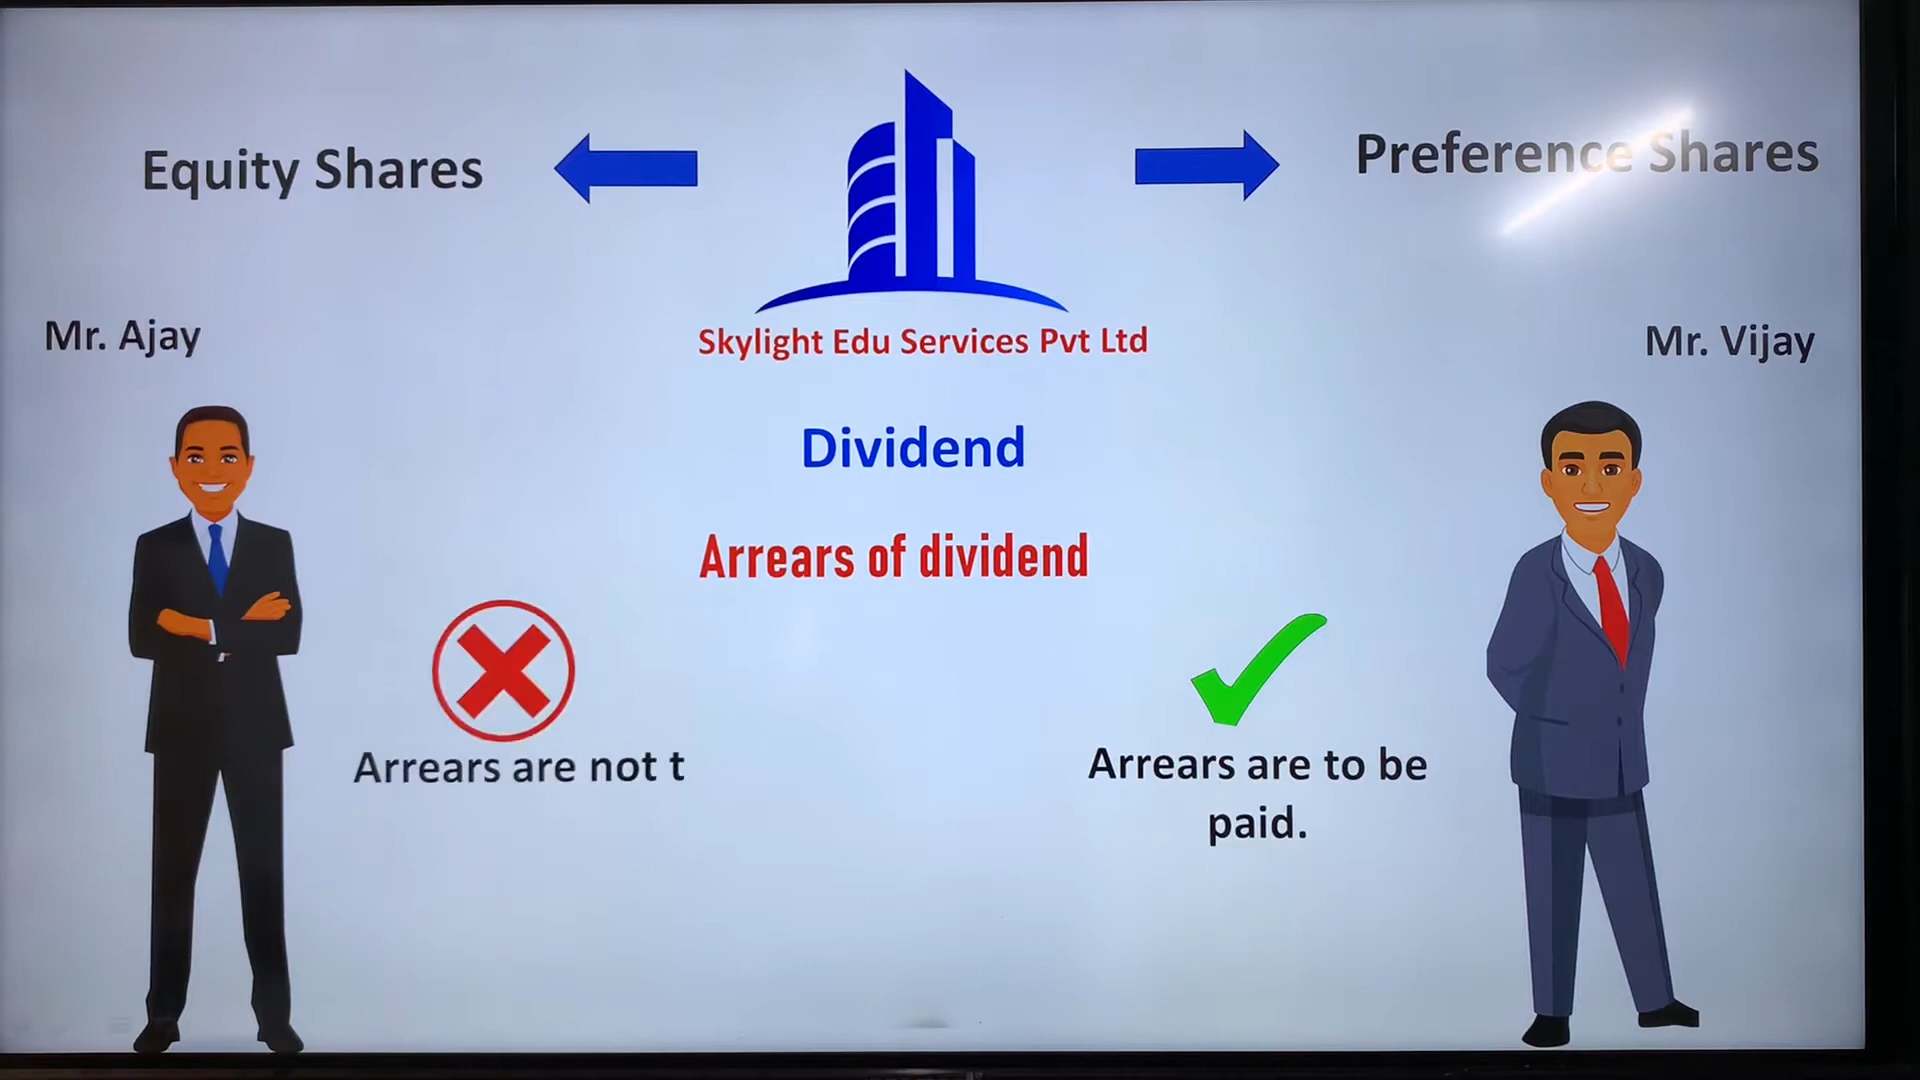 Equity Shares
Preference Shares
Mr. Ajay
Skylight Edu Services Pvt Ltd
Mr. Vijay
Dividend
Arrears of dividend
Arrears are not t
Arrears are to be
paid.